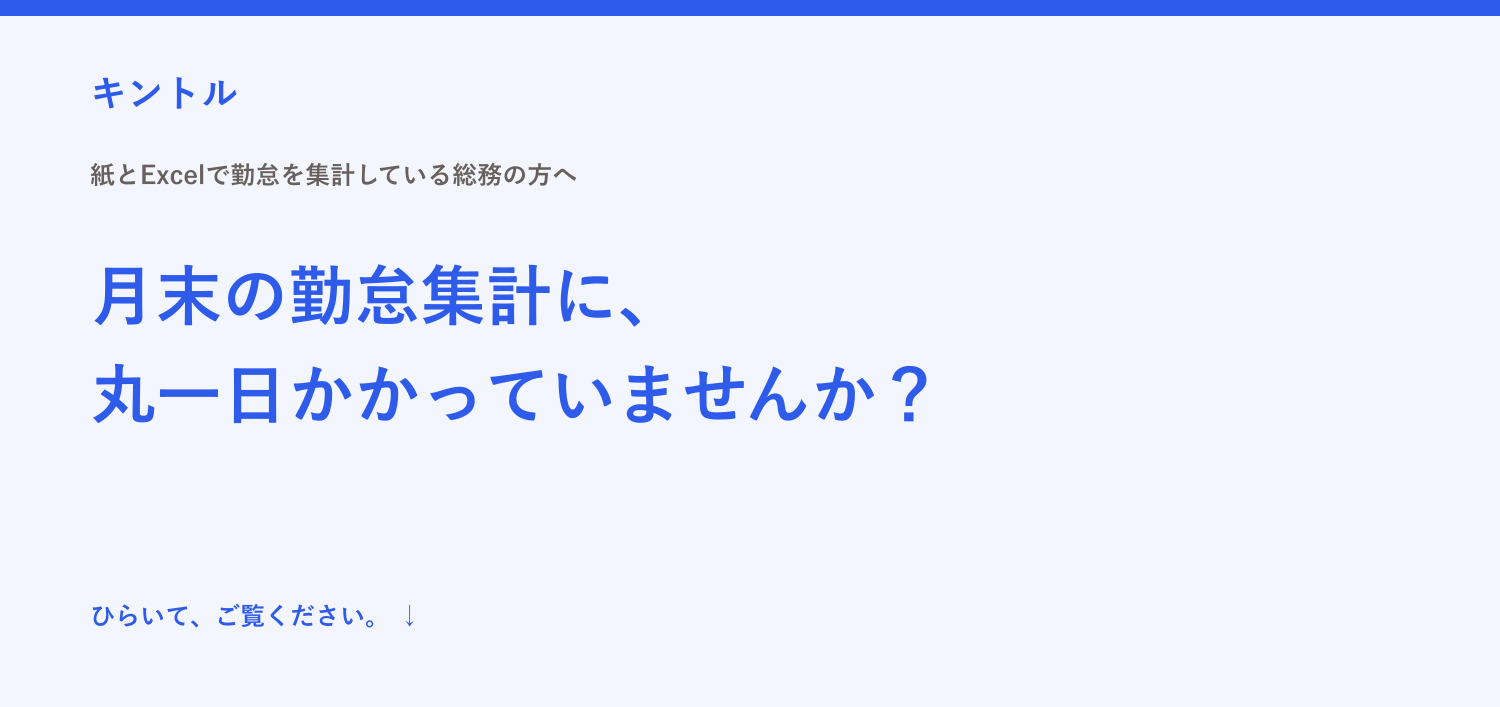 キントル
紙とExcelで勤怠を集計している総務の方へ
月末の勤怠集計に、
丸一日かかっていませんか？
ひらいて、ご覧ください。 ↓